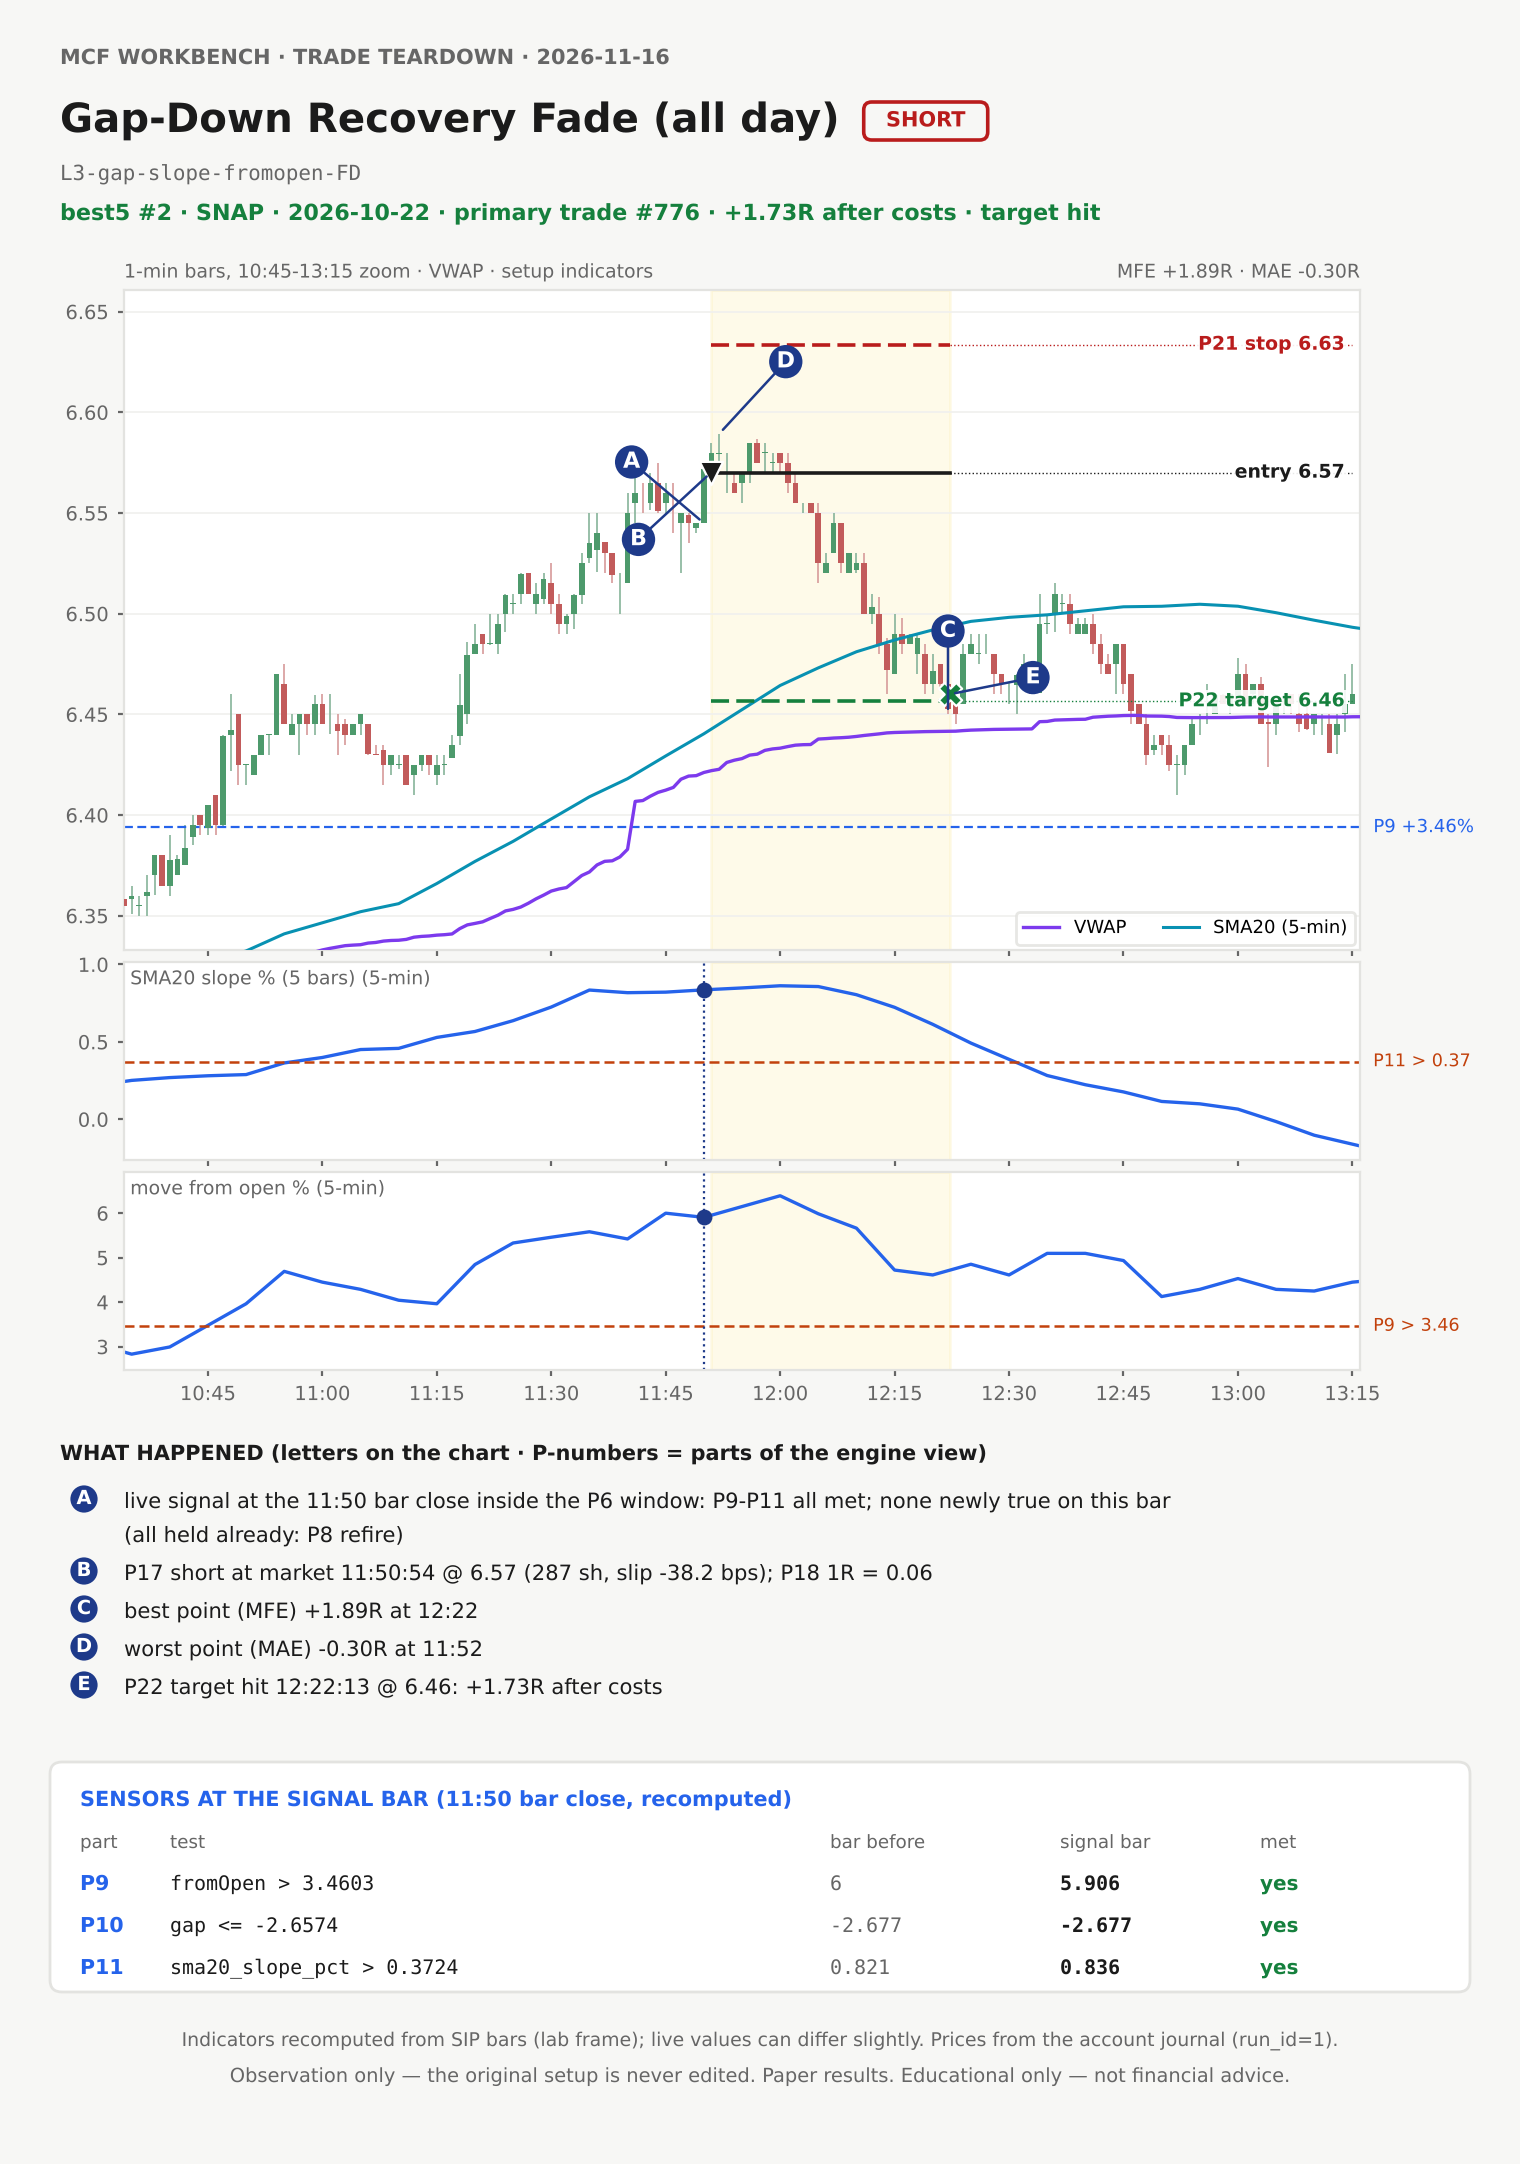 MCF WORKBENCH · TRADE TEARDOWN · 2026-11-16
Gap-Down Recovery Fade (all day) SHORT
L3-gap-slope-fromopen-FD
best5 #2 · SNAP · 2026-10-22 · primary trade #776 · +1.73R after costs · target hit
1-min bars, 10:45-13:15 zoom · VWAP · setup indicators MFE +1.89R · MAE -0.30R
6.65
P21 stop 6.63
D
6.60
A
entry 6.57
6.55
B
6.50
C
E
P22 target 6.46
6.45
6.40
P9 +3.46%
6.35
VWAP SMA20 (5-min)
1.0
SMA20 slope % (5 bars) (5-min)
0.5
P11 > 0.37
0.0
move from open % (5-min)
6
5
4
P9 > 3.46
3
10:45 11:00 11:15 11:30 11:45 12:00 12:15 12:30 12:45 13:00 13:15
WHAT HAPPENED (letters on the chart · P-numbers = parts of the engine view)
A live signal at the 11:50 bar close inside the P6 window: P9-P11 all met; none newly true on this bar
(all held already: P8 refire)
B P17 short at market 11:50:54 @ 6.57 (287 sh, slip -38.2 bps); P18 1R = 0.06
C best point (MFE) +1.89R at 12:22
D worst point (MAE) -0.30R at 11:52
E P22 target hit 12:22:13 @ 6.46: +1.73R after costs
SENSORS AT THE SIGNAL BAR (11:50 bar close, recomputed)
part test bar before signal bar met
P9 fromOpen > 3.4603 6 5.906 yes
P10 gap <= -2.6574 -2.677 -2.677 yes
P11 sma20_slope_pct > 0.3724 0.821 0.836 yes
Indicators recomputed from SIP bars (lab frame); live values can differ slightly. Prices from the account journal (run_id=1).
Observation only — the original setup is never edited. Paper results. Educational only — not financial advice.